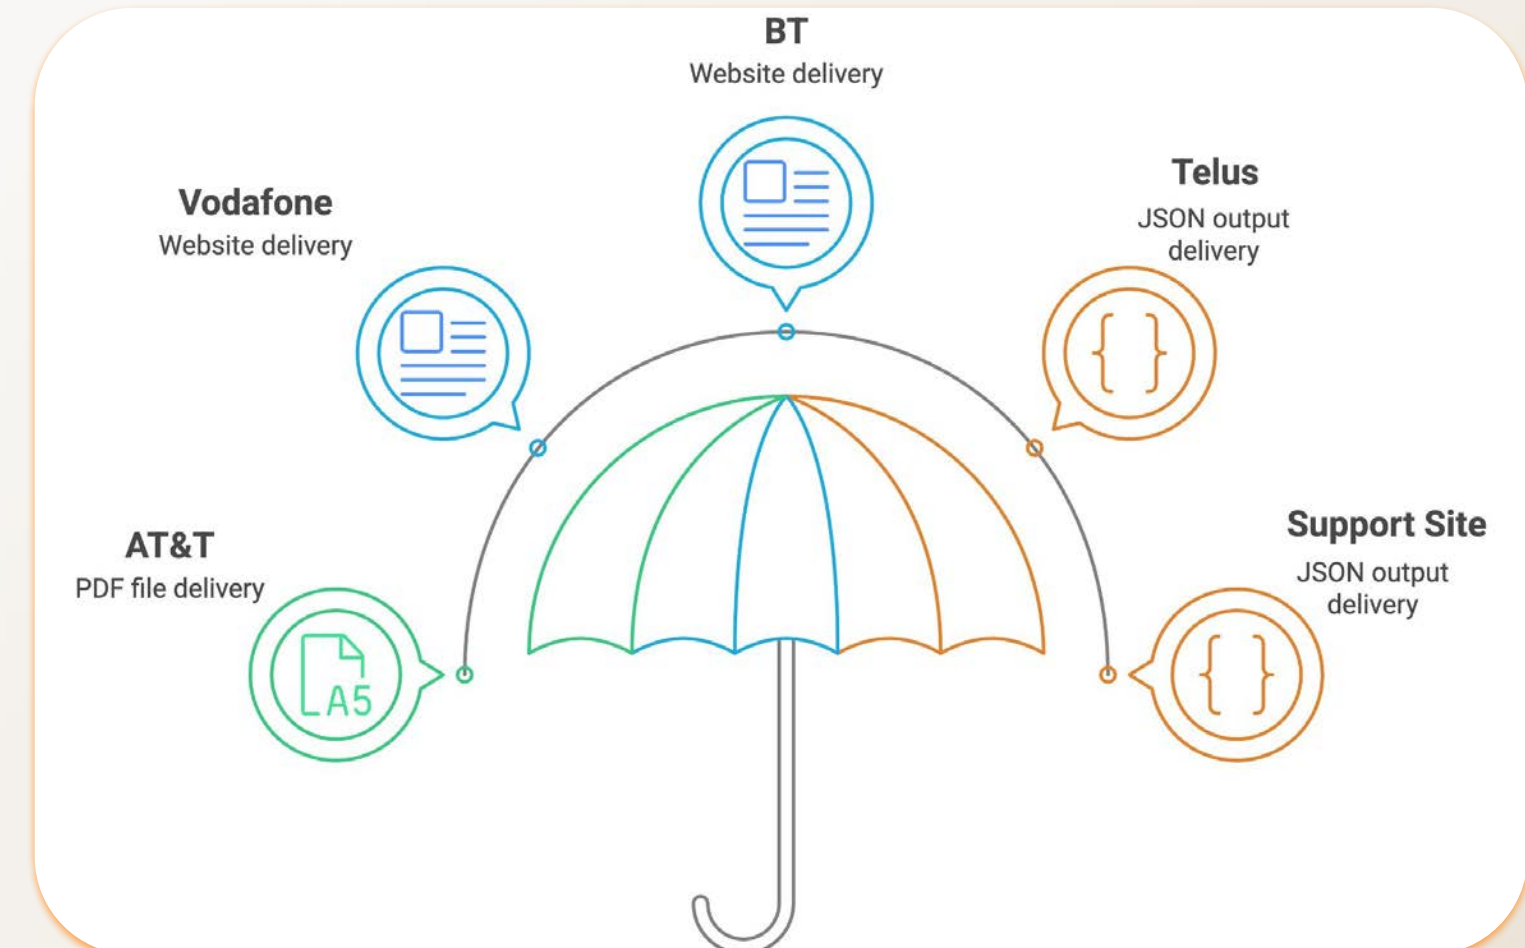 BT
Website delivery
Telus
JSON output
delivery
Vodafone
Website delivery
{ }
Support Site
JSON output
delivery
AT&T
PDF file delivery
A5
{ }